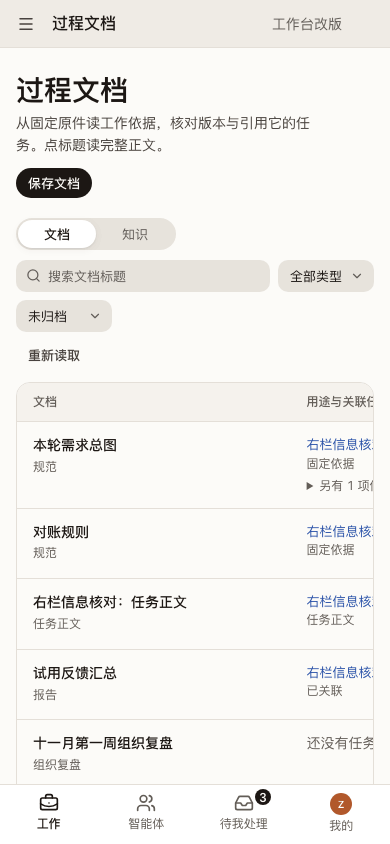 过程文档
工作台改版
过程文档
从固定原件读工作依据，核对版本与引用它的任
务。点标题读完整正文。
保存文档
文档
知识
搜索文档标题
全部类型
未归档
重新读取
文档
用途与关联
本轮需求总图
规范
右栏信息核
固定依据
另有 1 项
对账规则
规范
右栏信息核
固定依据
右栏信息核对：任务正文
任务正文
右栏信息核
任务正文
试用反馈汇总
报告
右栏信息核
已关联
十一月第一周组织复盘
组织复盘
还没有任务
工作
智能体
3
待我处理
z
我的